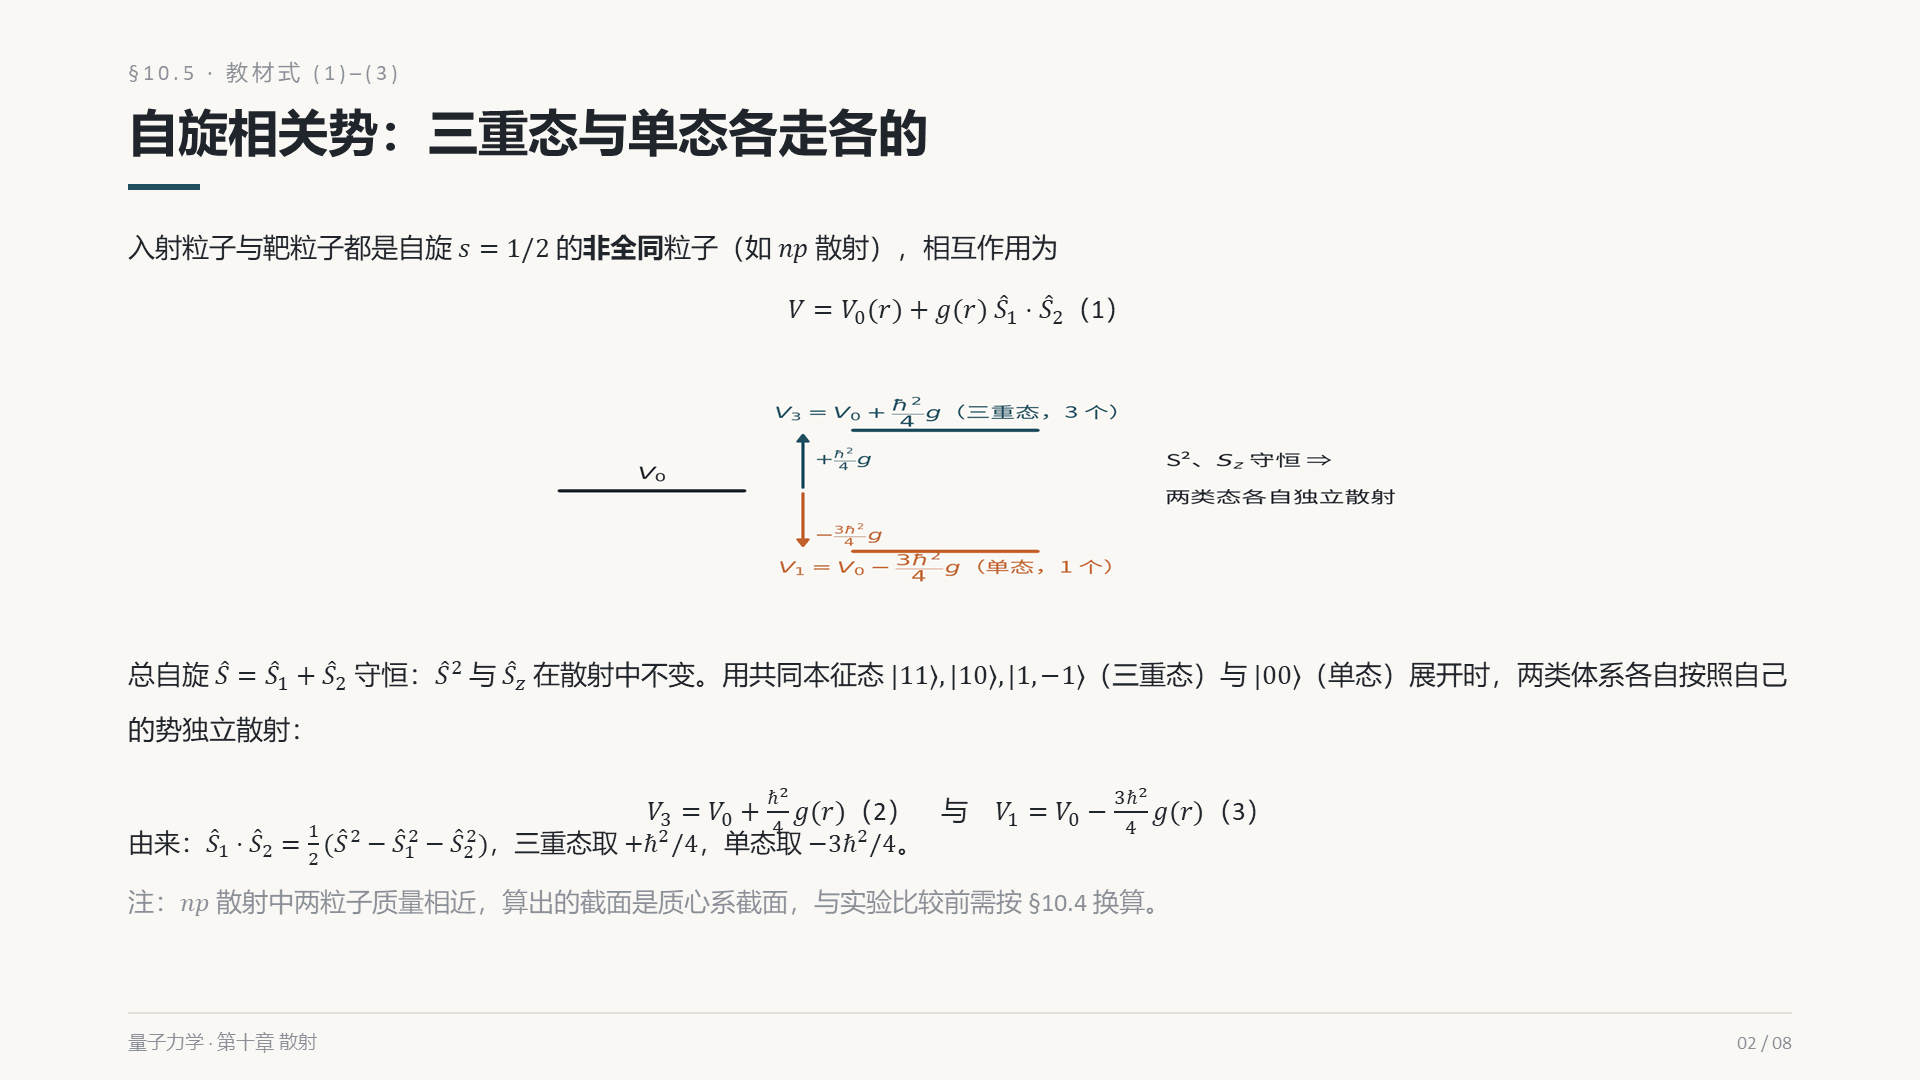 §10.5 · 教材式 (1)–(3)
自旋相关势：三重态与单态各走各的
入射粒子与靶粒子都是自旋 s = 1/2 的非全同粒子（如 np 散射），相互作用为
V = V₀(r) + g(r) Ŝ₁ · Ŝ₂（1）
V₃ = V₀ + ℏ²/4 g（三重态，3 个）
+ℏ²/4 g
V₀
S²、S_z 守恒 ⇒
两类态各自独立散射
−3ℏ²/4 g
V₁ = V₀ − 3ℏ²/4 g（单态，1 个）
总自旋 Ŝ = Ŝ₁ + Ŝ₂ 守恒：Ŝ² 与 Ŝ_z 在散射中不变。用共同本征态 |11⟩, |10⟩, |1, −1⟩（三重态）与 |00⟩（单态）展开时，两类体系各自按照自己
的势独立散射：
V₃ = V₀ + ℏ²/4 g(r)（2） 与 V₁ = V₀ − 3ℏ²/4 g(r)（3）
由来：Ŝ₁ · Ŝ₂ = 1/2 (Ŝ² − Ŝ₁² − Ŝ₂²)，三重态取 +ℏ²/4，单态取 −3ℏ²/4。
注：np 散射中两粒子质量相近，算出的截面是质心系截面，与实验比较前需按 §10.4 换算。
量子力学 · 第十章 散射
02 / 08